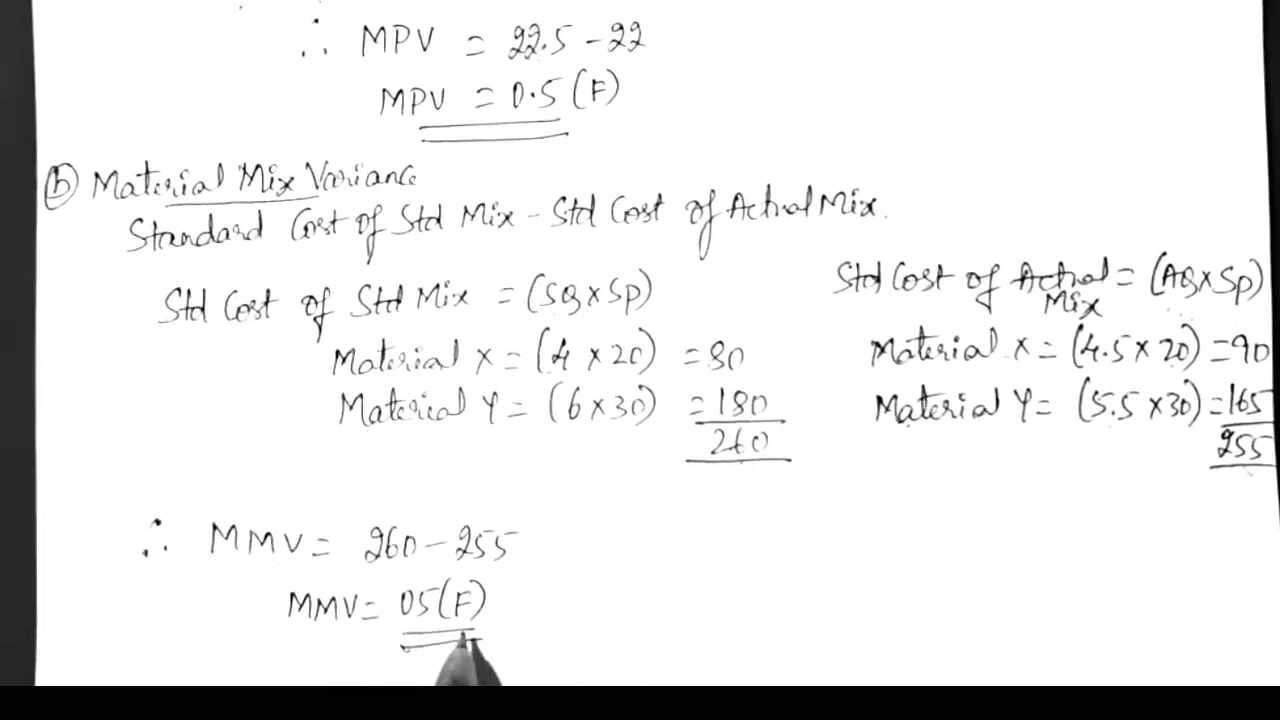 ∴ MPV = 22.5 - 22
MPV = 0.5 (F)
(b) Material Mix Variance
Standard Cost of Std Mix - Std Cost of Actual Mix.
Std Cost of Std Mix = (SQ x SP)
Material X = (4 x 20) = 80
Material Y = (6 x 30) = 180
260
Std Cost of Actual Mix = (AQ x SP)
Material X = (4.5 x 20) = 90
Material Y = (5.5 x 30) = 165
255
∴ MMV = 260 - 255
MMV = 05 (F)